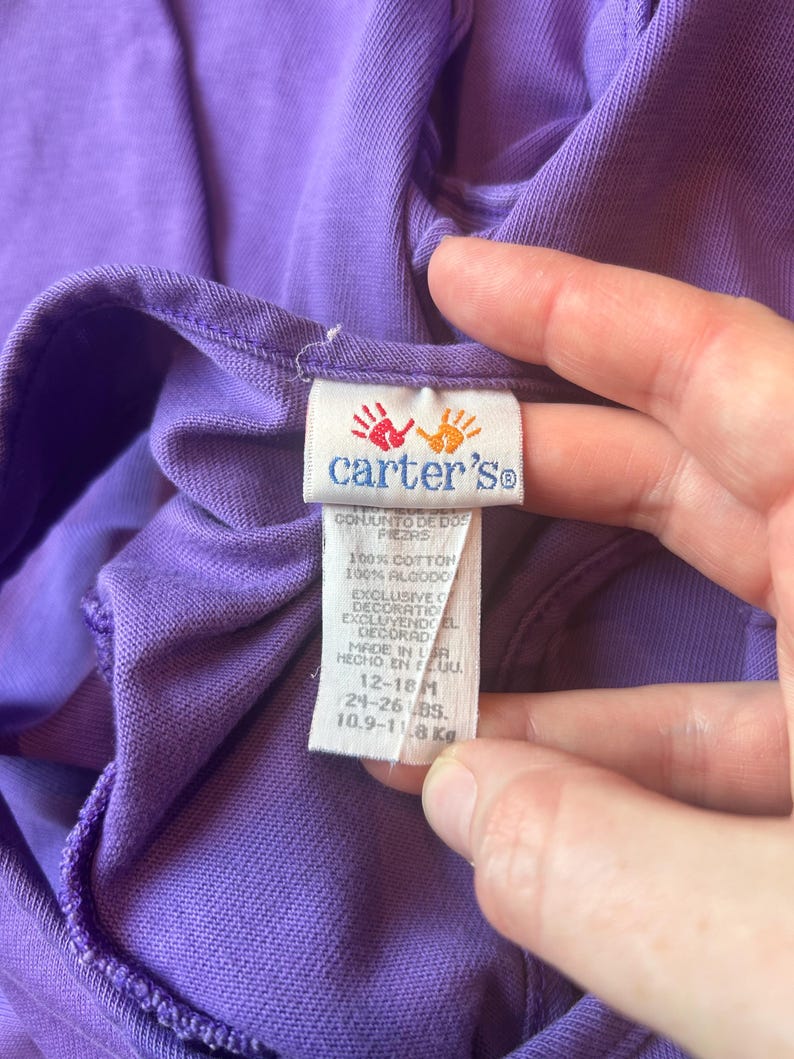 carter's®
CONJUNTO DE DOS
PIEZAS
100% COTTON
100% ALGODON
EXCLUSIVE OF
DECORATION
EXCLUYENDO EL
DECORADO
MADE IN USA
HECHO EN EE.UU.
12-18 M
24-26 LBS.
10.9-11.8 Kg